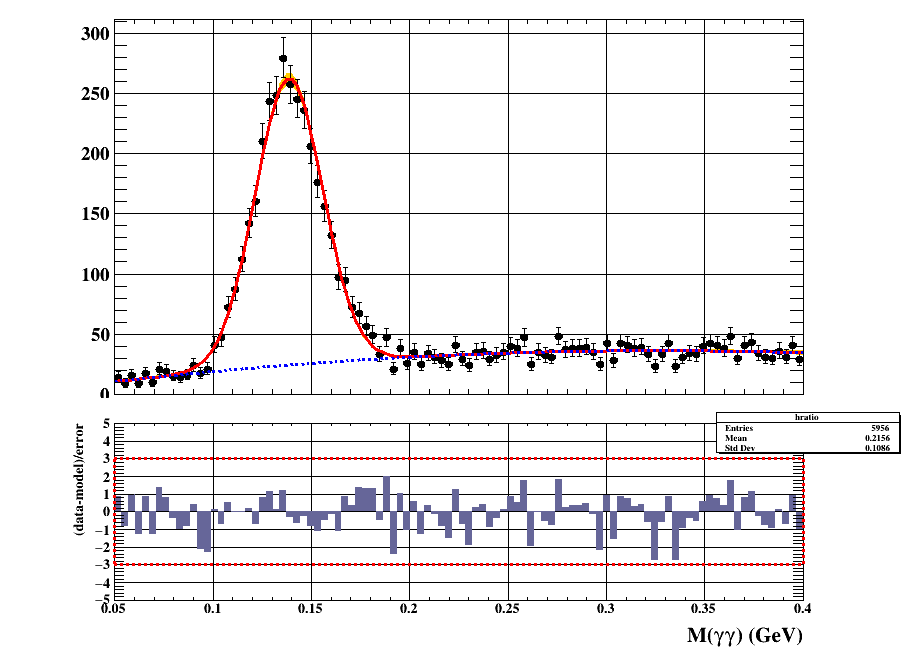 300
250
200
150
100
50
0
hratio
Entries 5956
Mean 0.2156
Std Dev 0.1086
(data-model)/error
5
4
3
2
1
0
−1
−2
−3
−4
−5
0.05 0.1 0.15 0.2 0.25 0.3 0.35 0.4
M(γγ) (GeV)